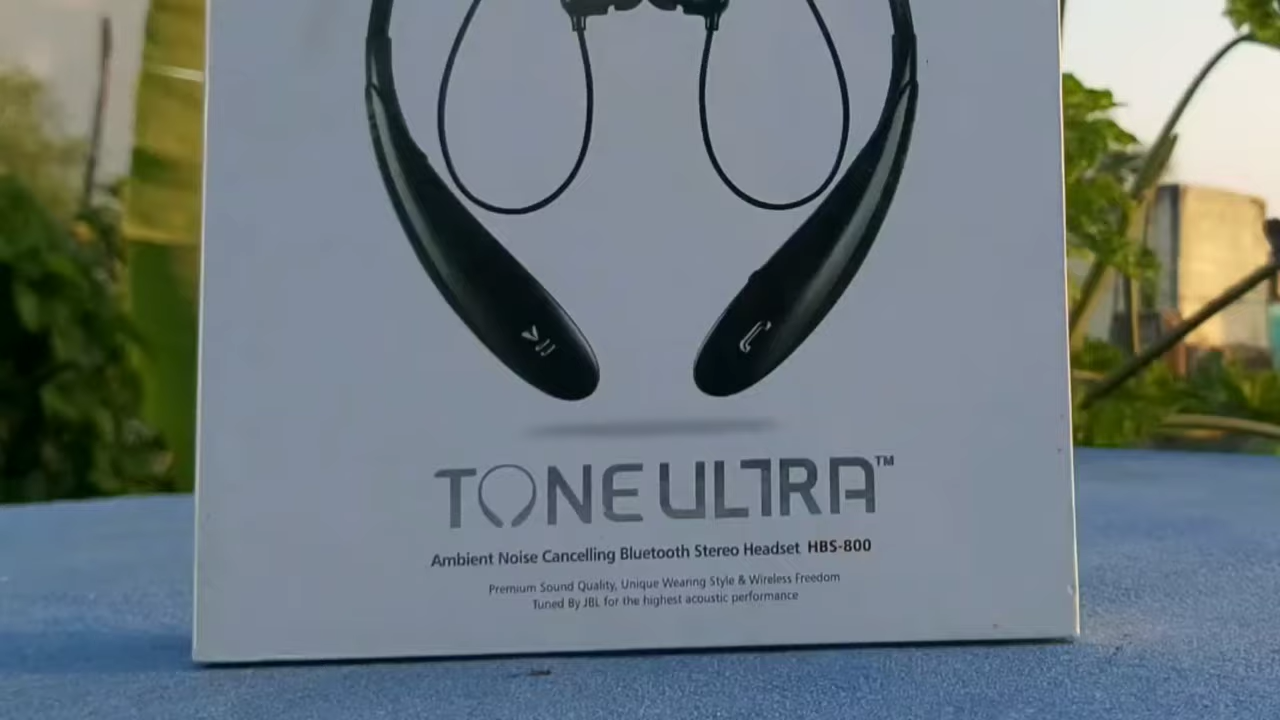 TONE ULTRA™
Ambient Noise Cancelling Bluetooth Stereo Headset HBS-800
Premium Sound Quality, Unique Wearing Style & Wireless Freedom
Tuned By JBL for the highest acoustic performance